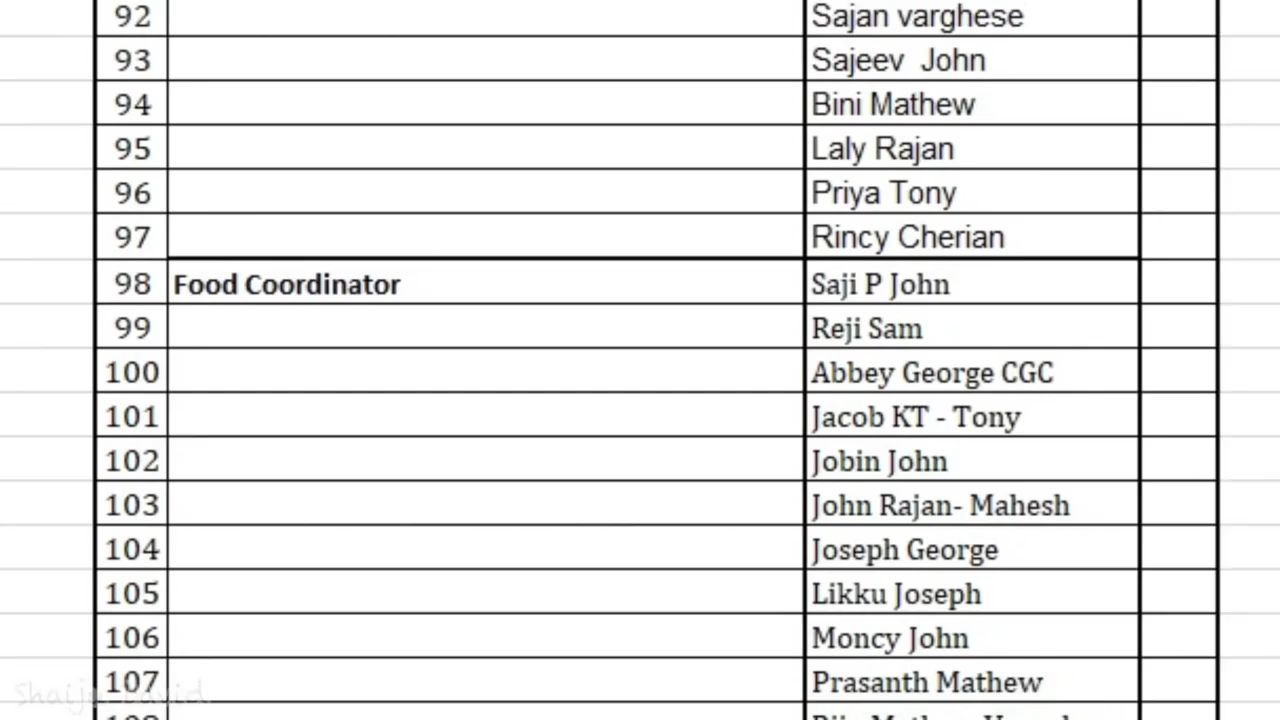 92 Sajan varghese
93 Sajeev  John
94 Bini Mathew
95 Laly Rajan
96 Priya Tony
97 Rincy Cherian
98 Food Coordinator Saji P John
99 Reji Sam
100 Abbey George CGC
101 Jacob KT - Tony
102 Jobin John
103 John Rajan- Mahesh
104 Joseph George
105 Likku Joseph
106 Moncy John
107 Prasanth Mathew
Shaiju David